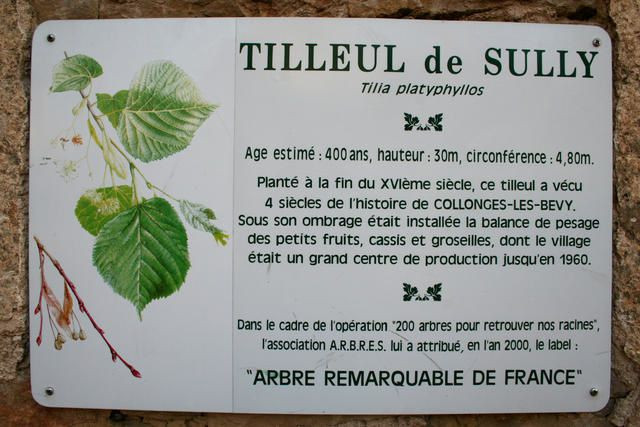 TILLEUL de SULLY
Tilia platyphyllos
Age estimé : 400 ans, hauteur : 30m, circonférence : 4,80m.
Planté à la fin du XVIème siècle, ce tilleul a vécu
4 siècles de l'histoire de COLLONGES-LES-BEVY.
Sous son ombrage était installée la balance de pesage
des petits fruits, cassis et groseilles, dont le village
était un grand centre de production jusqu'en 1960.
Dans le cadre de l'opération "200 arbres pour retrouver nos racines",
l'association A.R.B.R.E.S. lui a attribué, en l'an 2000, le label :
"ARBRE REMARQUABLE DE FRANCE"